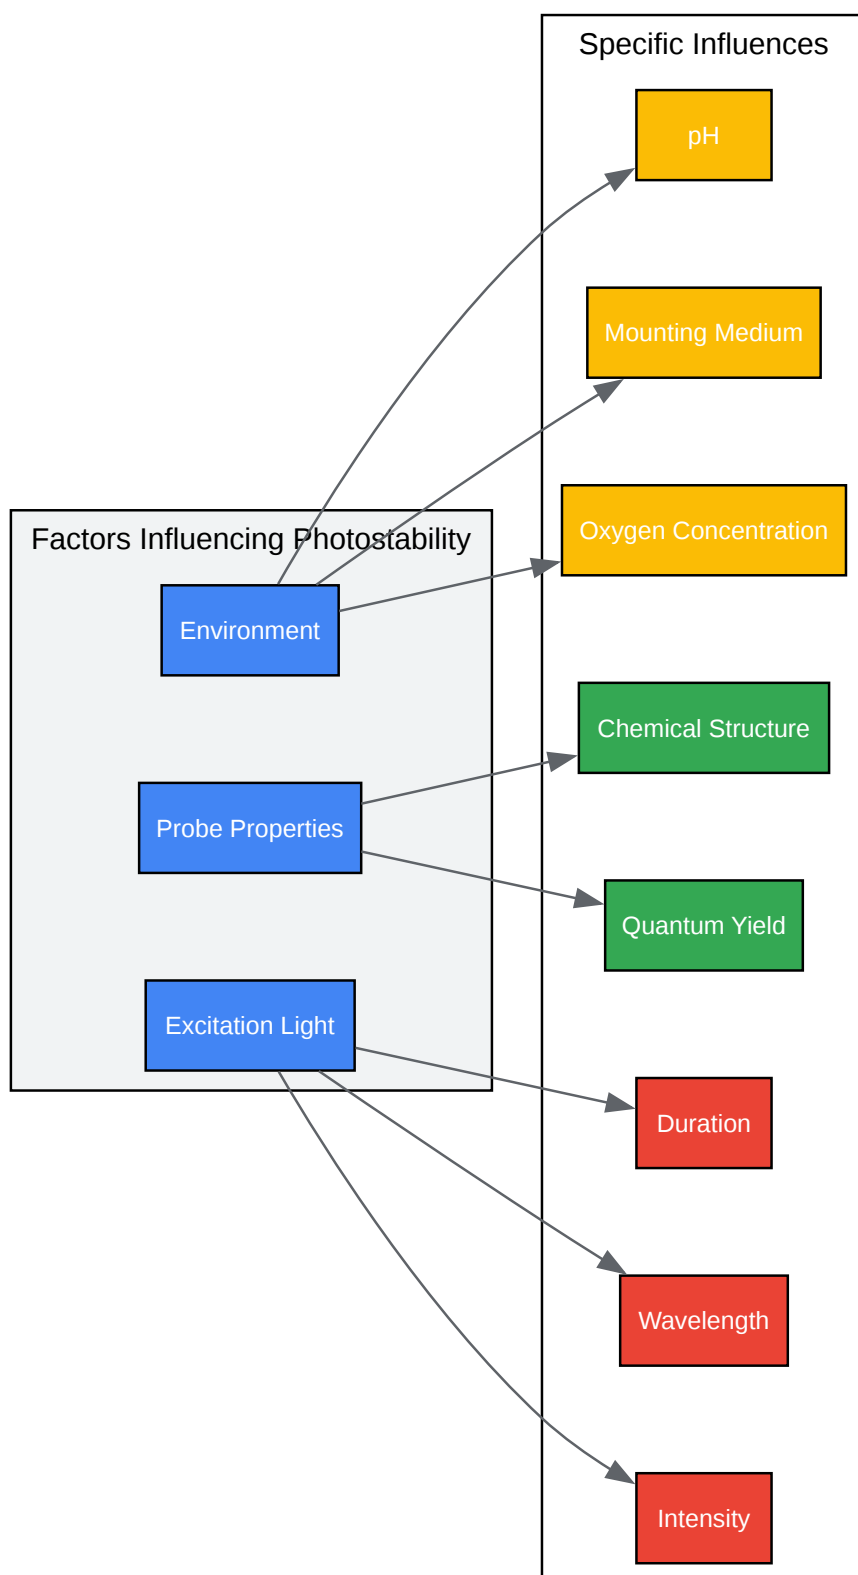 Specific Influences
pH
Mounting Medium
Oxygen Concentration
Factors Influencing Photostability
Environment
Chemical Structure
Probe Properties
Quantum Yield
Excitation Light
Duration
Wavelength
Intensity